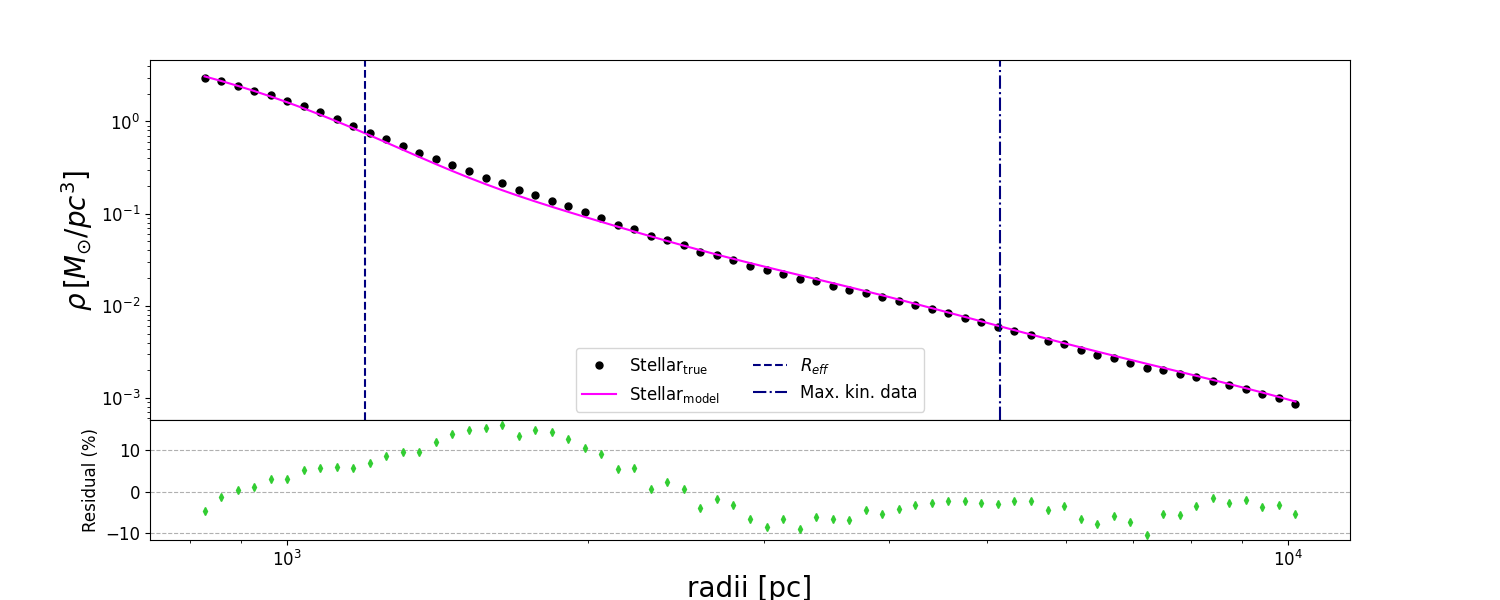 ρ [M⊙/pc³]
10⁰
10⁻¹
10⁻²
10⁻³
Stellar_true
Stellar_model
R_eff
Max. kin. data
Residual (%)
10
0
−10
10³
10⁴
radii [pc]